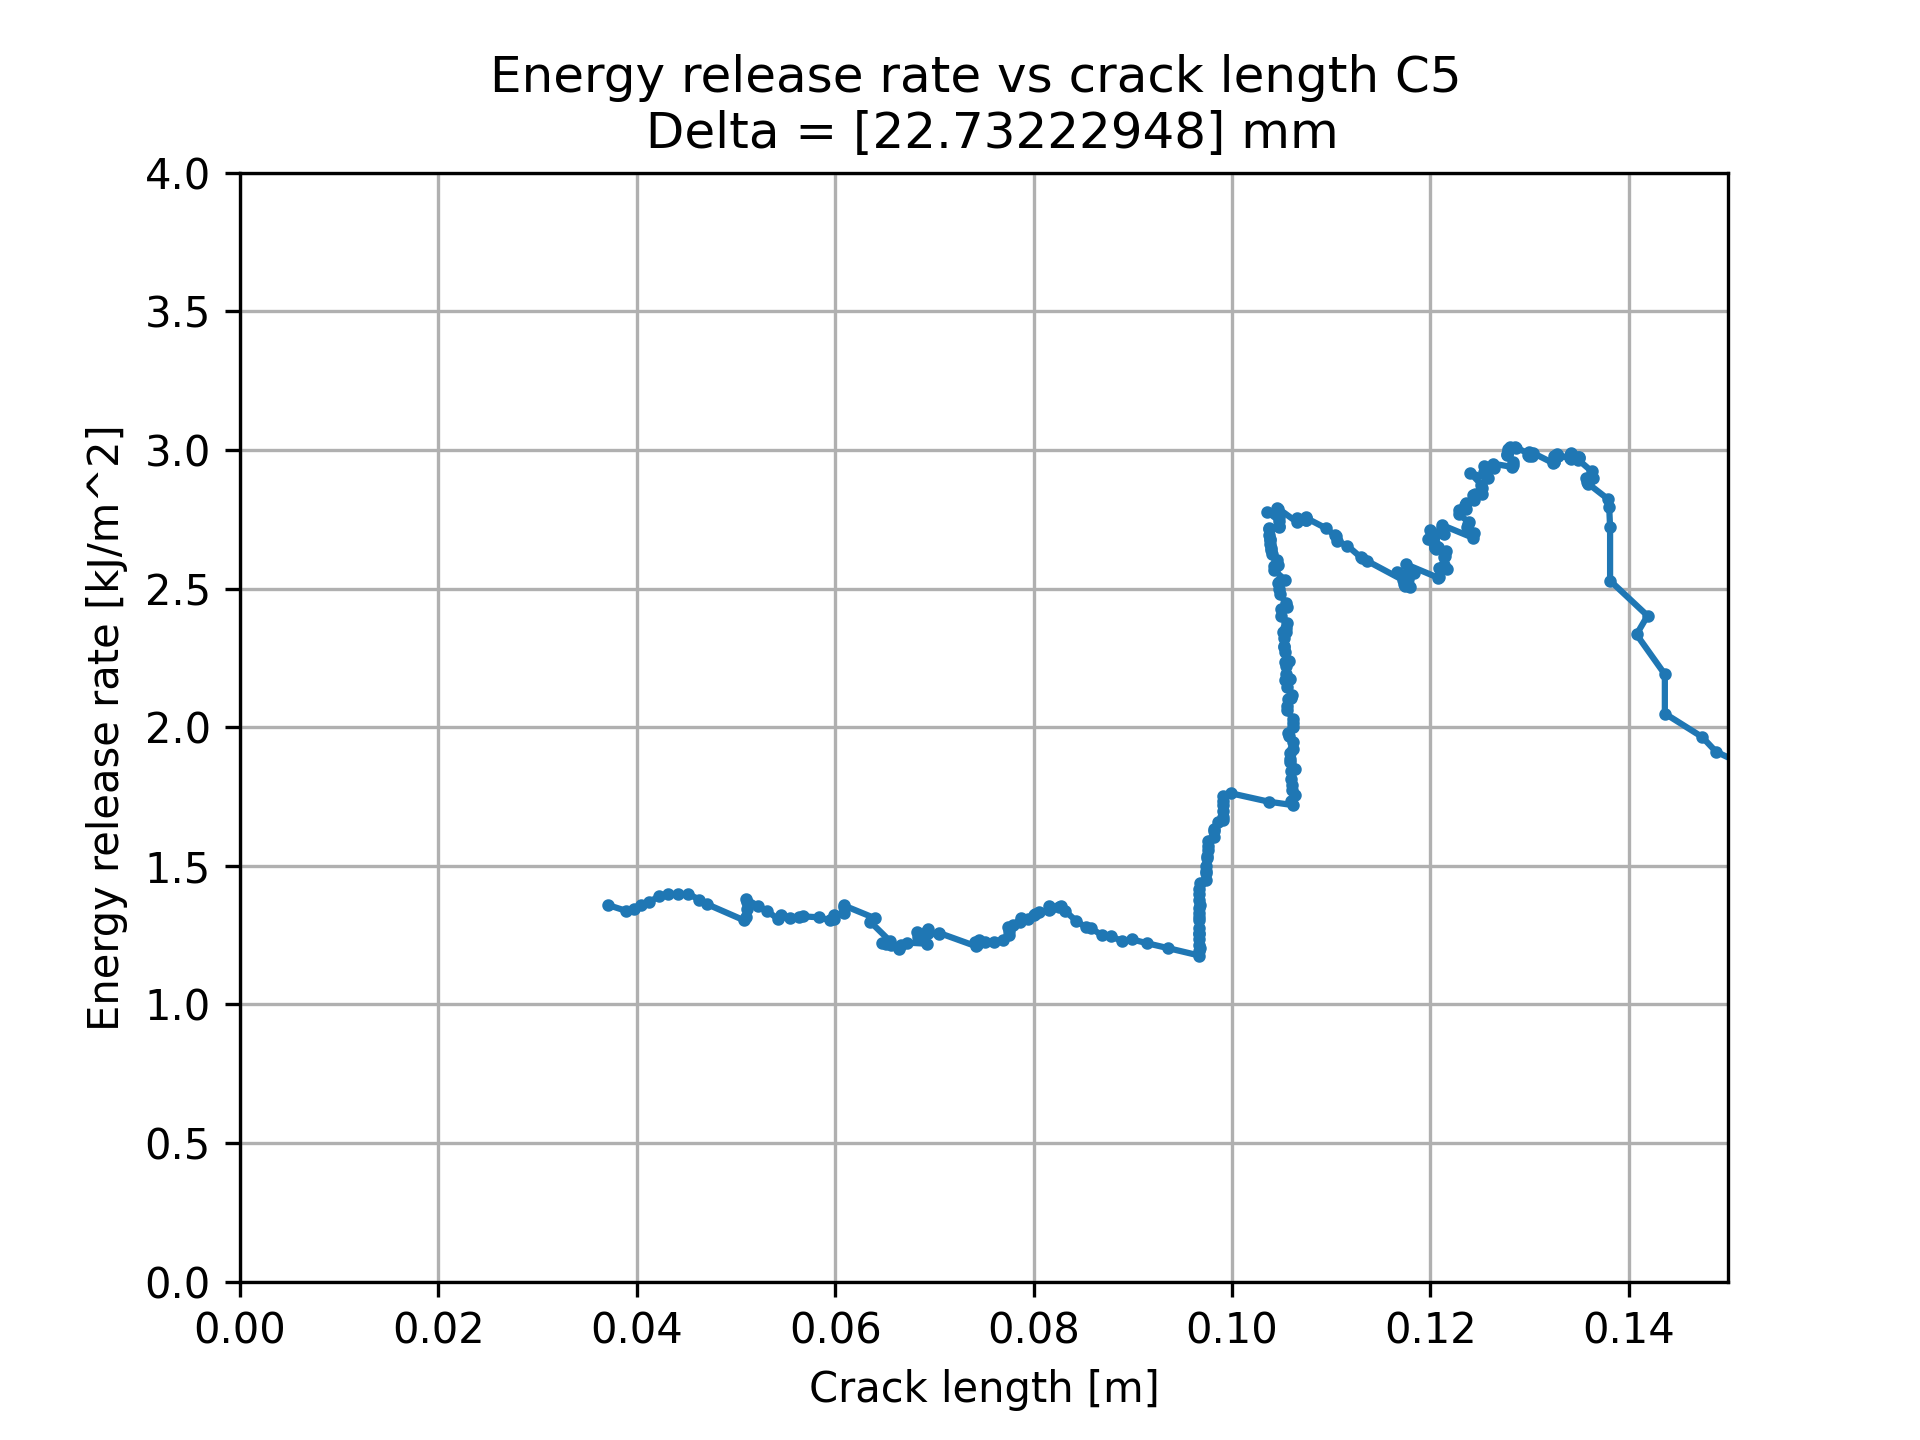 Energy release rate vs crack length C5
Delta = [22.73222948] mm
4.0
3.5
3.0
2.5
2.0
1.5
1.0
0.5
0.0
Energy release rate [kJ/m^2]
0.00 0.02 0.04 0.06 0.08 0.10 0.12 0.14
Crack length [m]